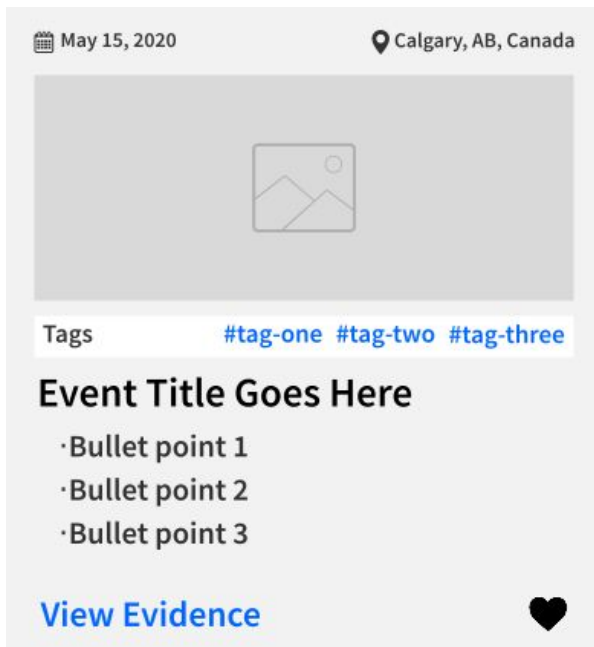 May 15, 2020 Calgary, AB, Canada
Tags #tag-one #tag-two #tag-three
Event Title Goes Here
·Bullet point 1
·Bullet point 2
·Bullet point 3
View Evidence